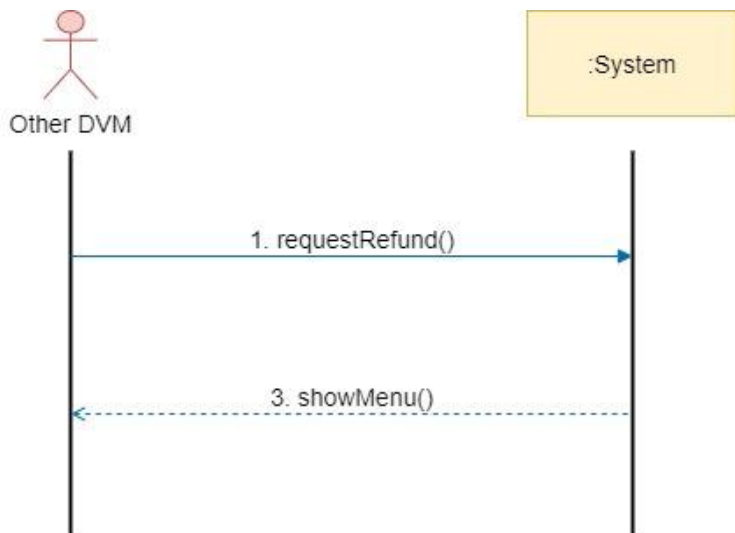 :System
Other DVM
1. requestRefund()
3. showMenu()